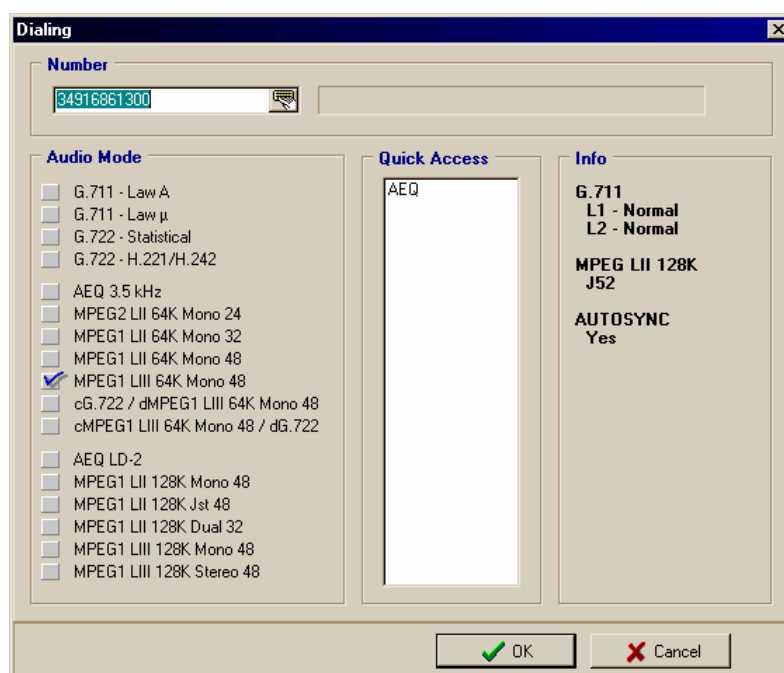 Dialing
Number
34916861300
Audio Mode
G.711 - Law A
G.711 - Law µ
G.722 - Statistical
G.722 - H.221/H.242
AEQ 3.5 kHz
MPEG2 LII 64K Mono 24
MPEG1 LII 64K Mono 32
MPEG1 LII 64K Mono 48
MPEG1 LIII 64K Mono 48
cG.722 / dMPEG1 LIII 64K Mono 48
cMPEG1 LIII 64K Mono 48 / dG.722
AEQ LD-2
MPEG1 LII 128K Mono 48
MPEG1 LII 128K Jst 48
MPEG1 LII 128K Dual 32
MPEG1 LIII 128K Mono 48
MPEG1 LIII 128K Stereo 48
Quick Access
AEQ
Info
G.711
L1 - Normal
L2 - Normal
MPEG LII 128K
J52
AUTOSYNC
Yes
OK
Cancel